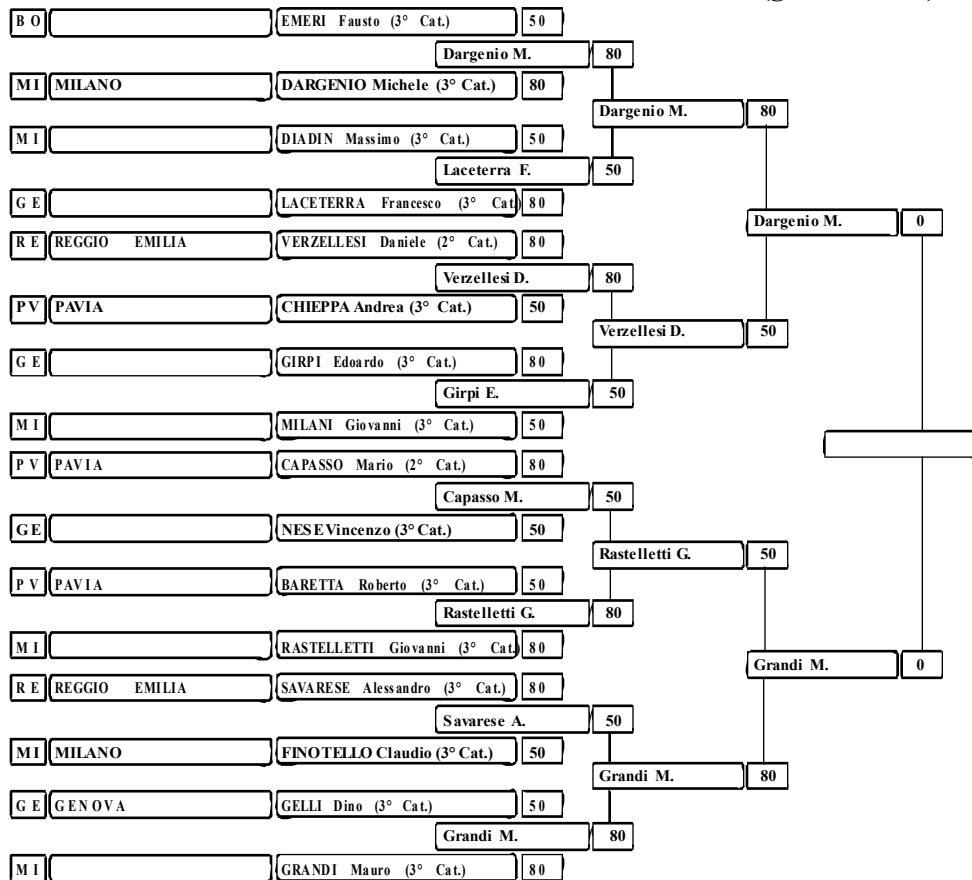 B O EMERI Fausto (3° Cat.) 50
Dargenio M. 80
MI MILANO DARGENIO Michele (3° Cat.) 80
Dargenio M. 80
M I DIADIN Massimo (3° Cat.) 50
Laceterra F. 50
G E LACETERRA Francesco (3° Cat.) 80
Dargenio M. 0
R E REGGIO EMILIA VERZELLESI Daniele (2° Cat.) 80
Verzellesi D. 80
PV PAVIA CHIEPPA Andrea (3° Cat.) 50
Verzellesi D. 50
G E GIRPI Edoardo (3° Cat.) 80
Girpi E. 50
M I MILANI Giovanni (3° Cat.) 50
P V PAVIA CAPASSO Mario (2° Cat.) 80
Capasso M. 50
GE NESE Vincenzo (3° Cat.) 50
Rastelletti G. 50
P V PAVIA BARETTA Roberto (3° Cat.) 50
Rastelletti G. 80
M I RASTELLETTI Giovanni (3° Cat.) 80
Grandi M. 0
R E REGGIO EMILIA SAVARESE Alessandro (3° Cat.) 80
Savarese A. 50
MI MILANO FINOTELLO Claudio (3° Cat.) 50
Grandi M. 80
G E GENOVA GELLI Dino (3° Cat.) 50
Grandi M. 80
M I GRANDI Mauro (3° Cat.) 80